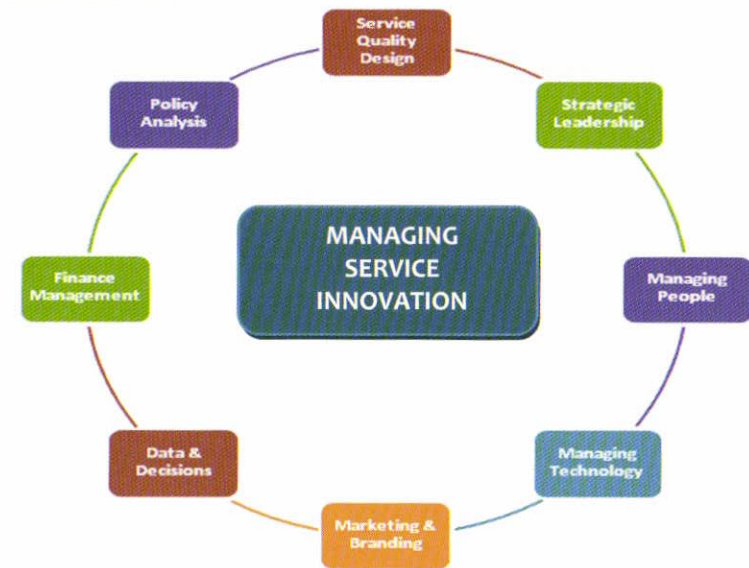 Service
Quality
Design
Strategic
Leadership
Managing
People
Managing
Technology
Marketing &
Branding
Data &
Decisions
Finance
Management
Policy
Analysis
MANAGING
SERVICE
INNOVATION